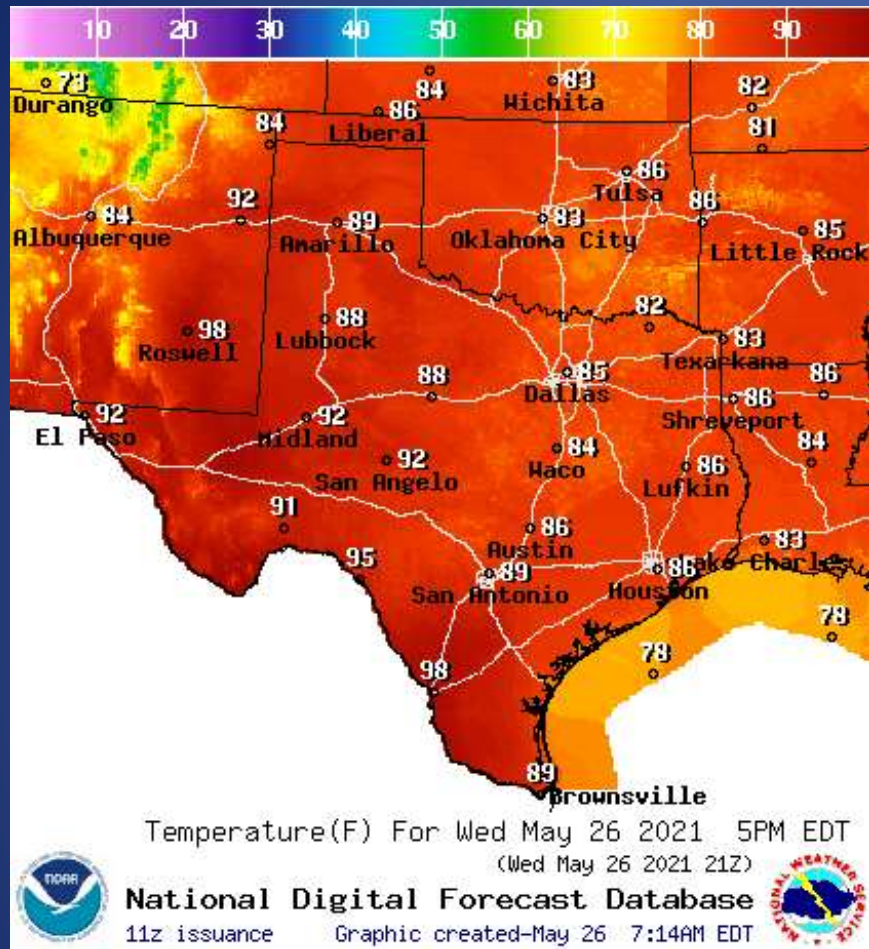 10 20 30 40 50 60 70 80 90
73
Durango
84
83
Wichita
82
86
Liberal
84
81
86
Tulsa
92
84
Albuquerque
89
Amarillo
83
Oklahoma City
86
85
Little Rock
98
Roswell
88
Lubbock
82
83
Texarkana
85
Dallas
88
86
Shreveport
86
92
El Paso
92
Midland
84
Waco
92
San Angelo
86
Lufkin
84
91
86
Austin
83
Lake Charles
95
89
San Antonio
86
Houston
78
78
98
89
Brownsville
Temperature(F) For Wed May 26 2021 5PM EDT
(Wed May 26 2021 21Z)
NOAA
National Digital Forecast Database
11z issuance Graphic created-May 26 7:14AM EDT
NATIONAL WEATHER SERVICE